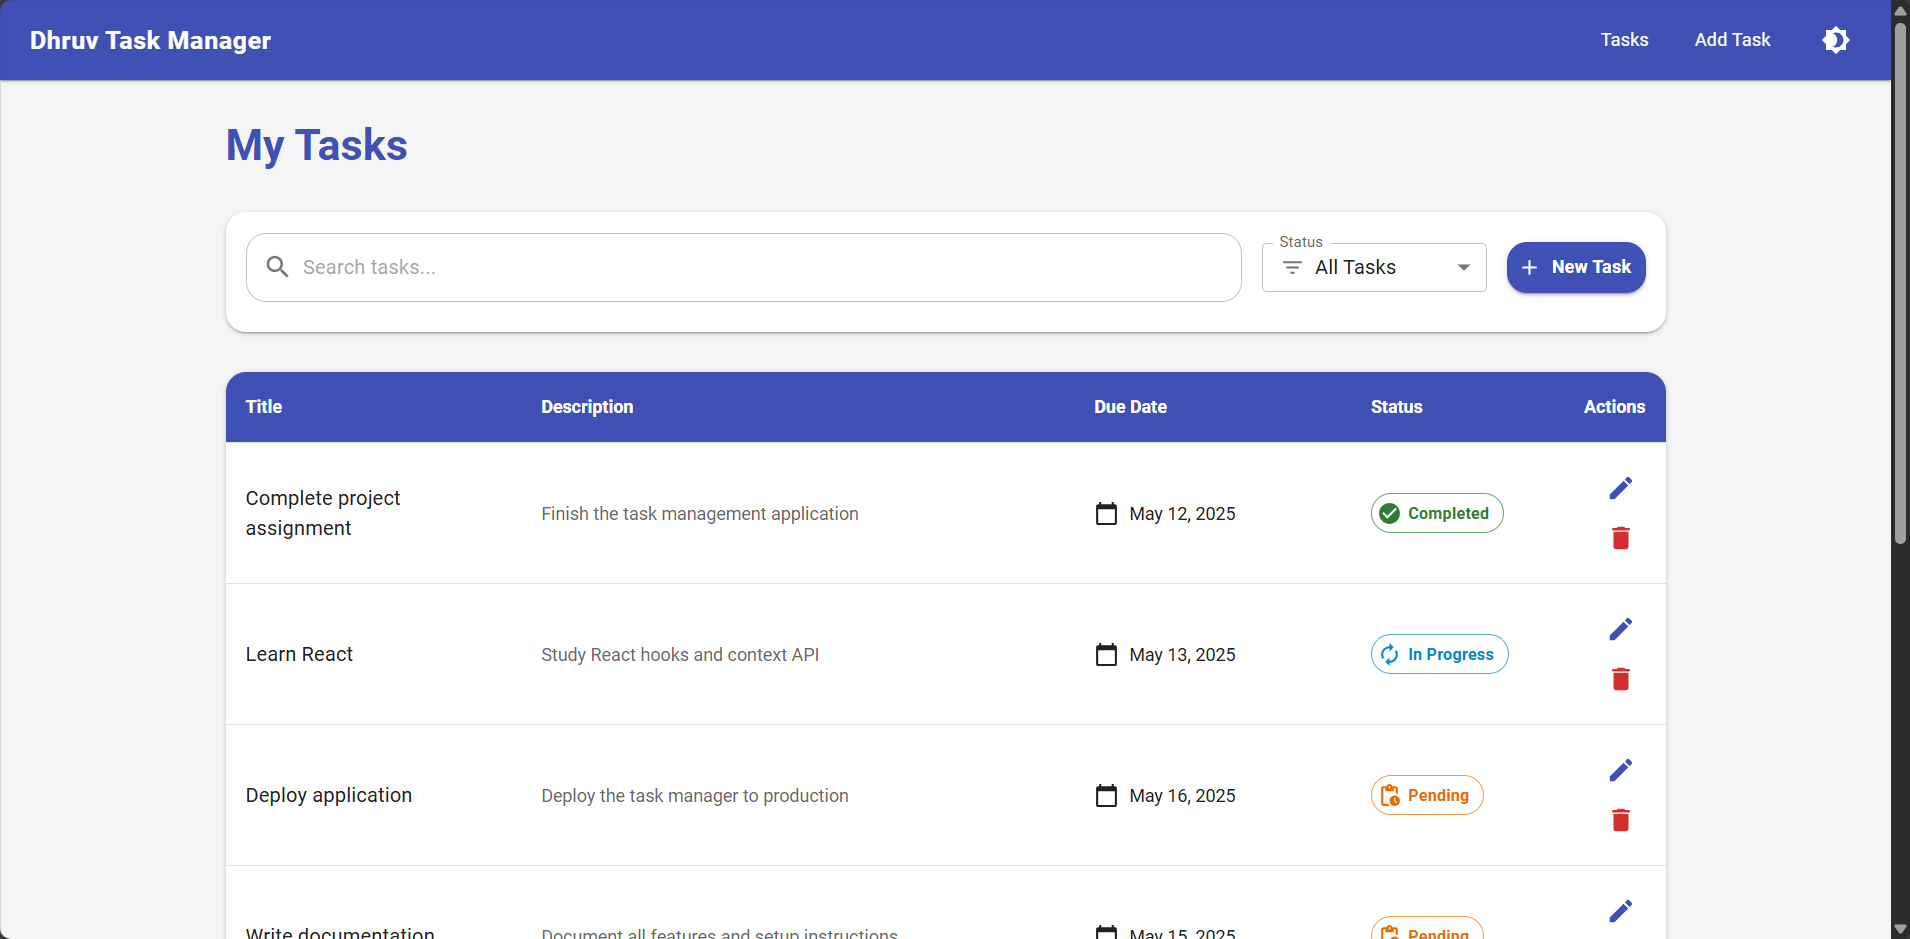 Dhruv Task Manager
Tasks
Add Task
My Tasks
Search tasks...
Status
All Tasks
New Task
Title
Description
Due Date
Status
Actions
Complete project
assignment
Finish the task management application
May 12, 2025
Completed
Learn React
Study React hooks and context API
May 13, 2025
In Progress
Deploy application
Deploy the task manager to production
May 16, 2025
Pending
Write documentation
Document all features and setup instructions
May 15, 2025
Pending